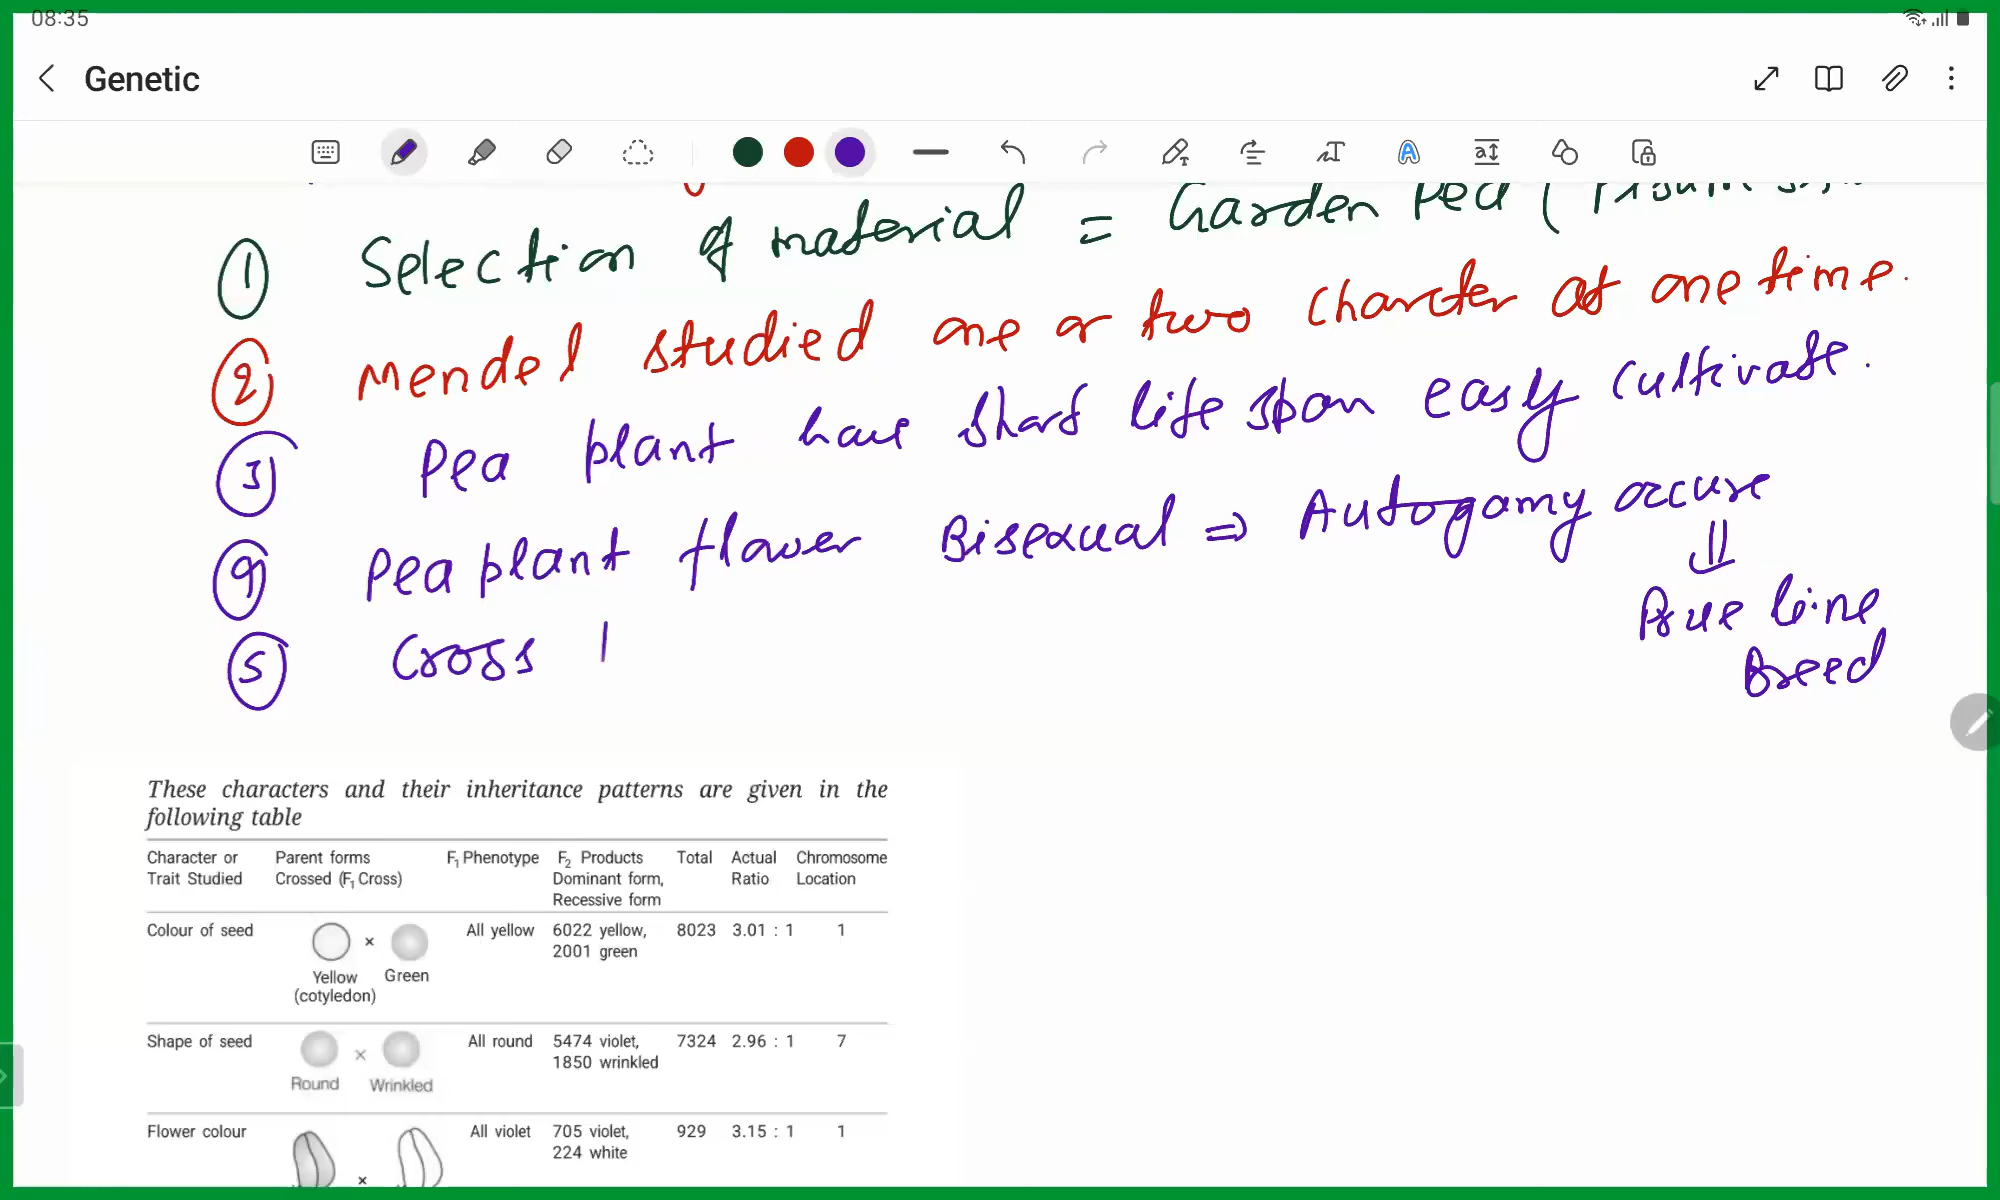 08:35
Genetic
1 Selection of material = Garden Pea (
2 Mendel studied one or two charcter at one time.
3 Pea plant have short life span easly cultivate.
4 Pea plant flower Bisexual ⇒ Autogamy occure
⇓
Pure line
Breed
5 Cross
These characters and their inheritance patterns are given in the
following table
Character or Trait Studied Parent forms Crossed (F₁ Cross) F₁ Phenotype F₂ Products Dominant form, Recessive form Total Actual Ratio Chromosome Location
Colour of seed × All yellow 6022 yellow, 8023 3.01 : 1 1
2001 green
Yellow Green
(cotyledon)
Shape of seed × All round 5474 violet, 7324 2.96 : 1 7
1850 wrinkled
Round Wrinkled
Flower colour × All violet 705 violet, 929 3.15 : 1 1
224 white